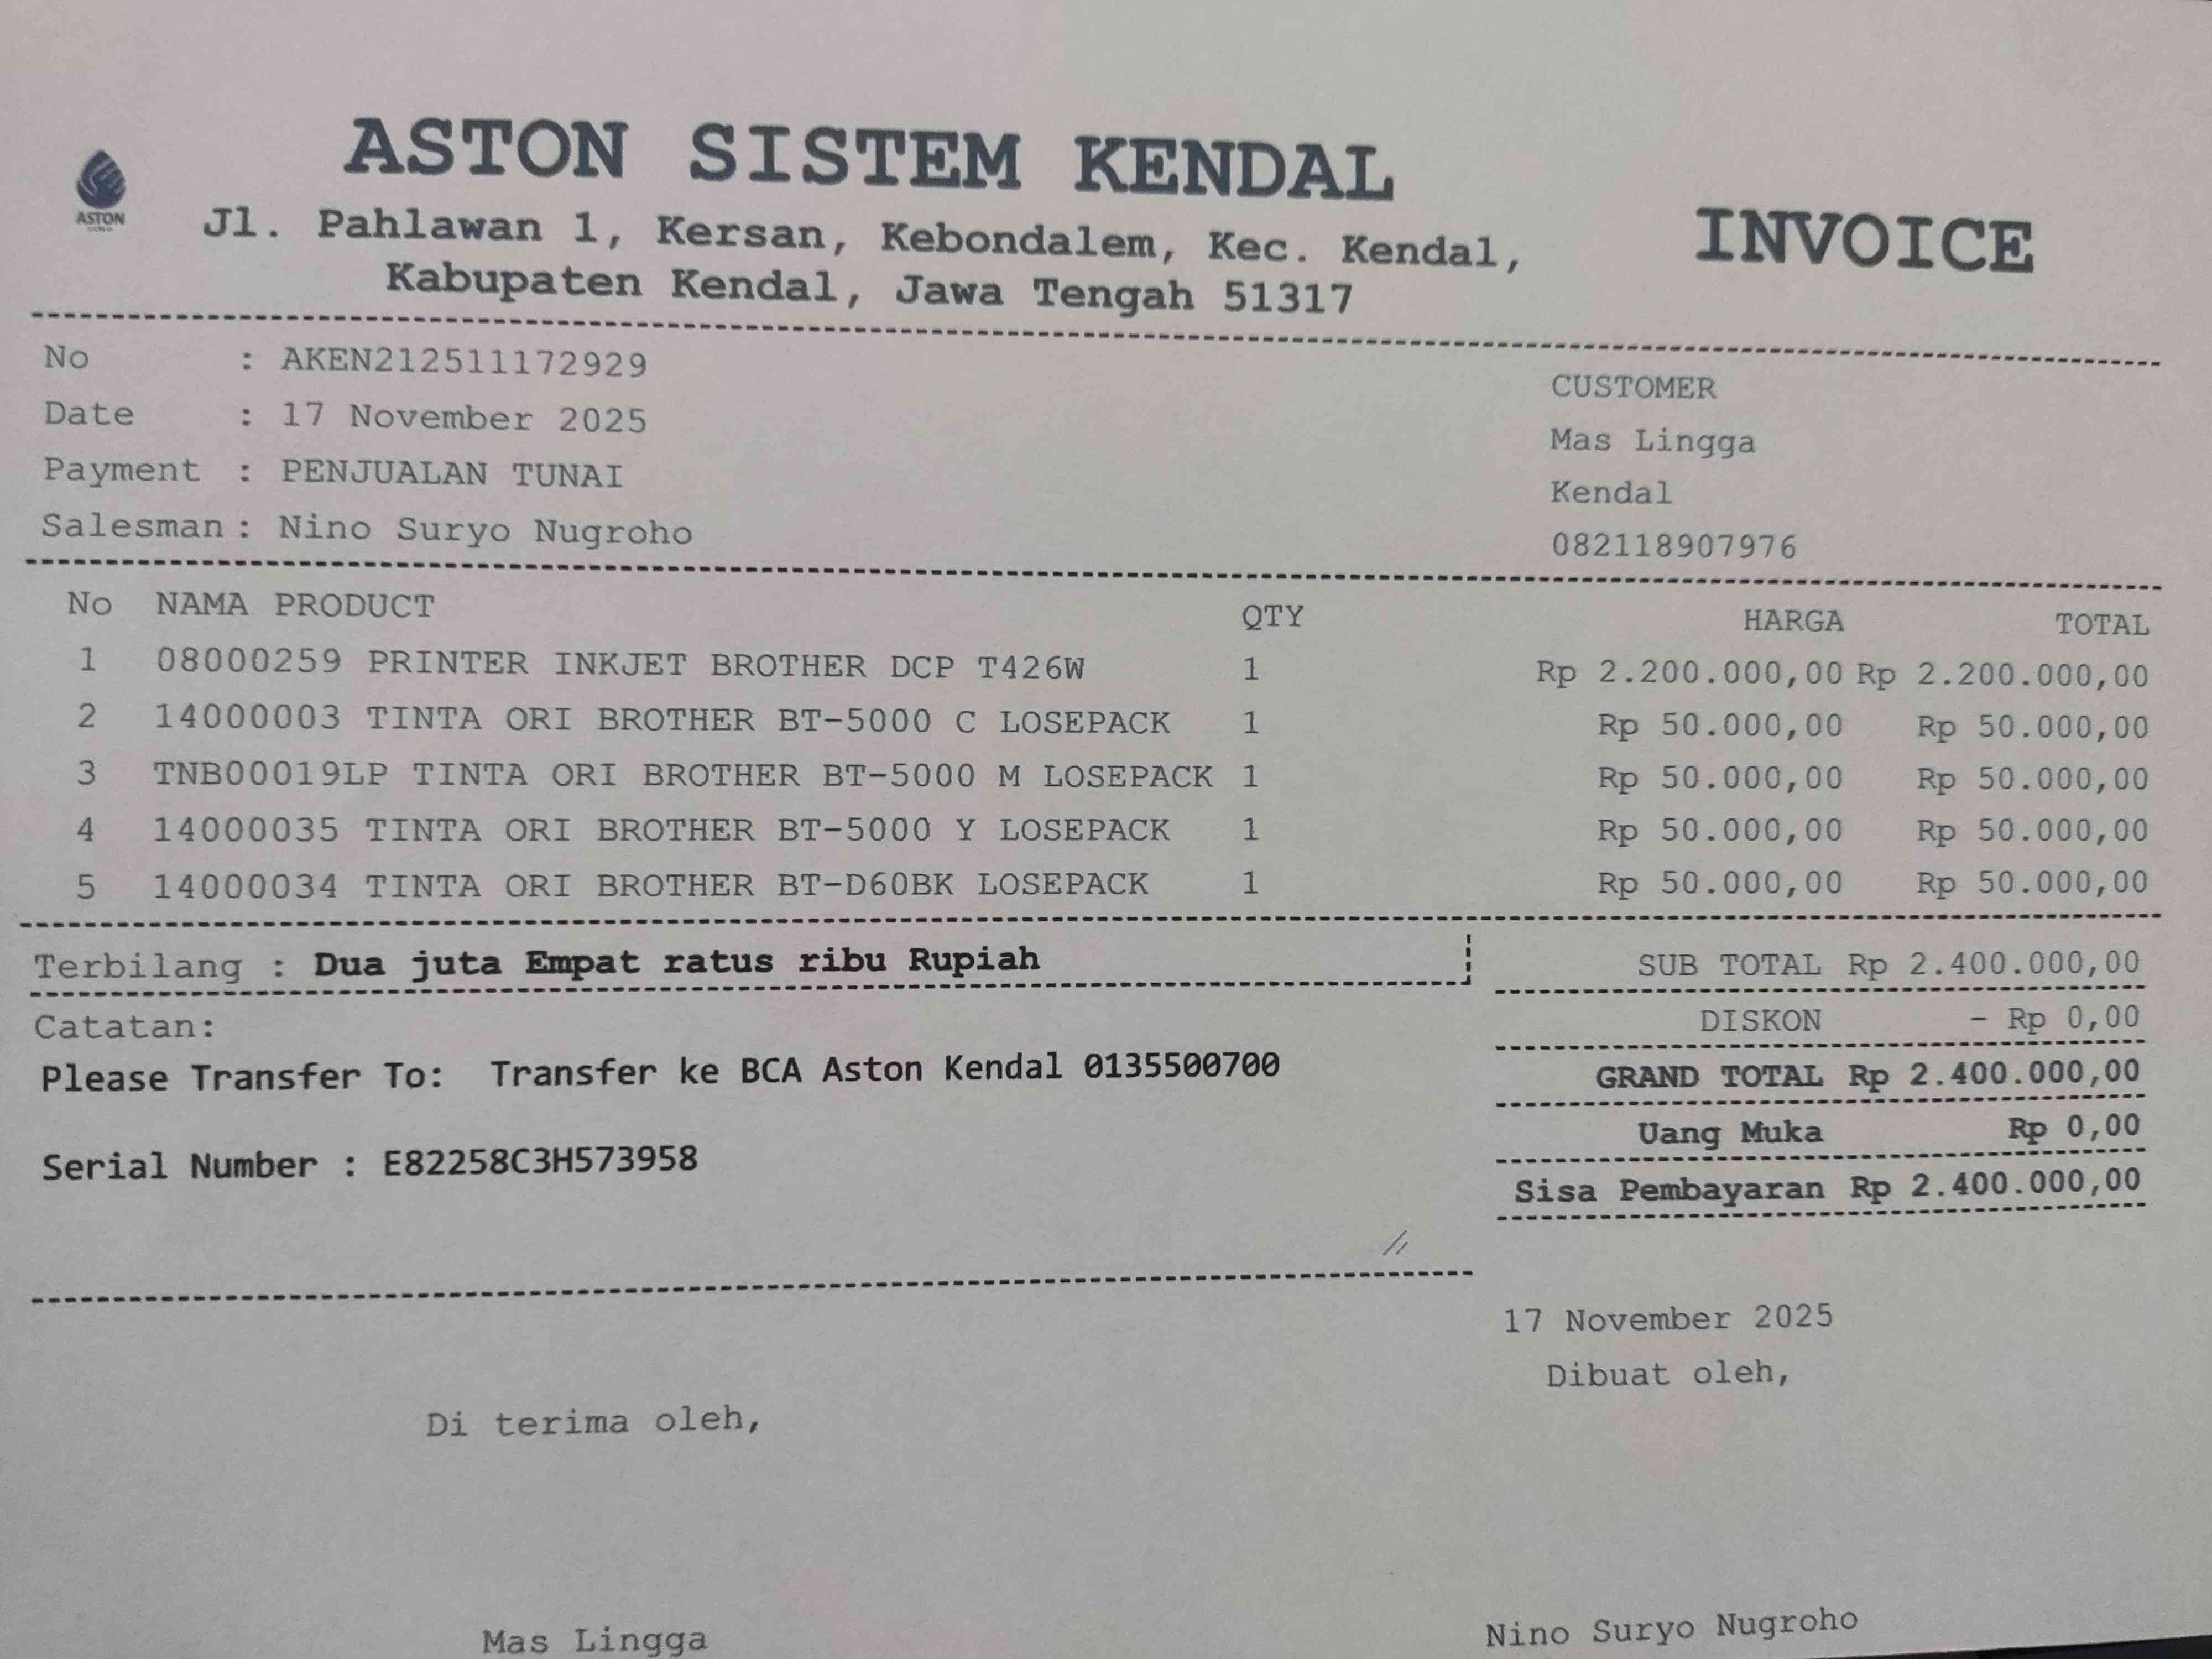 ASTON SISTEM KENDAL
ASTON
Jl. Pahlawan 1, Kersan, Kebondalem, Kec. Kendal,
Kabupaten Kendal, Jawa Tengah 51317
INVOICE
No : AKEN212511172929
Date : 17 November 2025
Payment : PENJUALAN TUNAI
Salesman : Nino Suryo Nugroho
CUSTOMER
Mas Lingga
Kendal
082118907976
No NAMA PRODUCT QTY HARGA TOTAL
1 08000259 PRINTER INKJET BROTHER DCP T426W 1 Rp 2.200.000,00 Rp 2.200.000,00
2 14000003 TINTA ORI BROTHER BT-5000 C LOSEPACK 1 Rp 50.000,00 Rp 50.000,00
3 TNB00019LP TINTA ORI BROTHER BT-5000 M LOSEPACK 1 Rp 50.000,00 Rp 50.000,00
4 14000035 TINTA ORI BROTHER BT-5000 Y LOSEPACK 1 Rp 50.000,00 Rp 50.000,00
5 14000034 TINTA ORI BROTHER BT-D60BK LOSEPACK 1 Rp 50.000,00 Rp 50.000,00
Terbilang : Dua juta Empat ratus ribu Rupiah
Catatan:
Please Transfer To: Transfer ke BCA Aston Kendal 0135500700
Serial Number : E82258C3H573958
SUB TOTAL Rp 2.400.000,00
DISKON - Rp 0,00
GRAND TOTAL Rp 2.400.000,00
Uang Muka Rp 0,00
Sisa Pembayaran Rp 2.400.000,00
17 November 2025
Dibuat oleh,
Di terima oleh,
Mas Lingga
Nino Suryo Nugroho